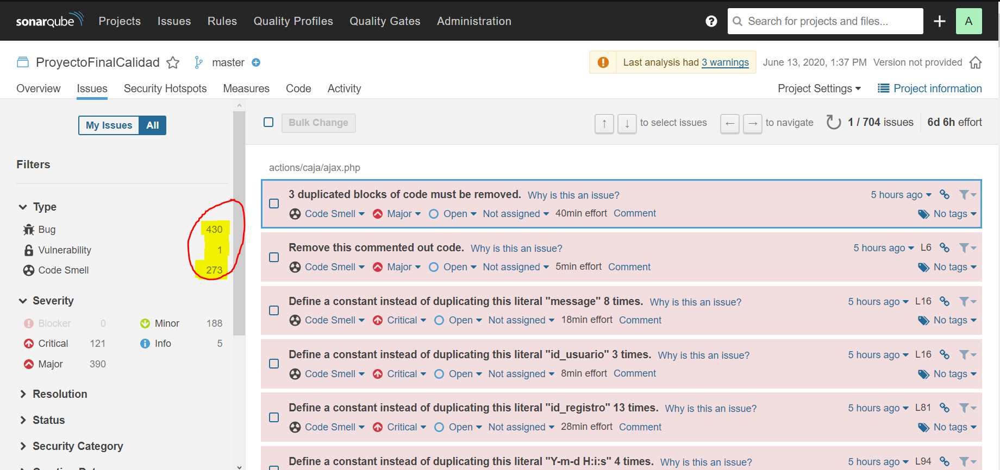 sonarqube Projects Issues Rules Quality Profiles Quality Gates Administration ? Search for projects and files... A
ProyectoFinalCalidad master Last analysis had 3 warnings June 13, 2020, 1:37 PM Version not provided
Overview Issues Security Hotspots Measures Code Activity Project Settings Project information
My Issues All
Bulk Change ↑ ↓ to select issues ← → to navigate 1 / 704 issues 6d 6h effort
Filters
Type
Bug 430
Vulnerability 1
Code Smell 273
Severity
Blocker 0 Minor 188
Critical 121 Info 5
Major 390
Resolution
Status
Security Category
actions/caja/ajax.php
3 duplicated blocks of code must be removed. Why is this an issue? 5 hours ago
Code Smell Major Open Not assigned 40min effort Comment No tags
Remove this commented out code. Why is this an issue? 5 hours ago L6
Code Smell Major Open Not assigned 5min effort Comment No tags
Define a constant instead of duplicating this literal "message" 8 times. Why is this an issue? 5 hours ago L16
Code Smell Critical Open Not assigned 18min effort Comment No tags
Define a constant instead of duplicating this literal "id_usuario" 3 times. Why is this an issue? 5 hours ago L16
Code Smell Critical Open Not assigned 8min effort Comment No tags
Define a constant instead of duplicating this literal "id_registro" 13 times. Why is this an issue? 5 hours ago L81
Code Smell Critical Open Not assigned 28min effort Comment No tags
Define a constant instead of duplicating this literal "Y-m-d H:i:s" 4 times. Why is this an issue? 5 hours ago L94